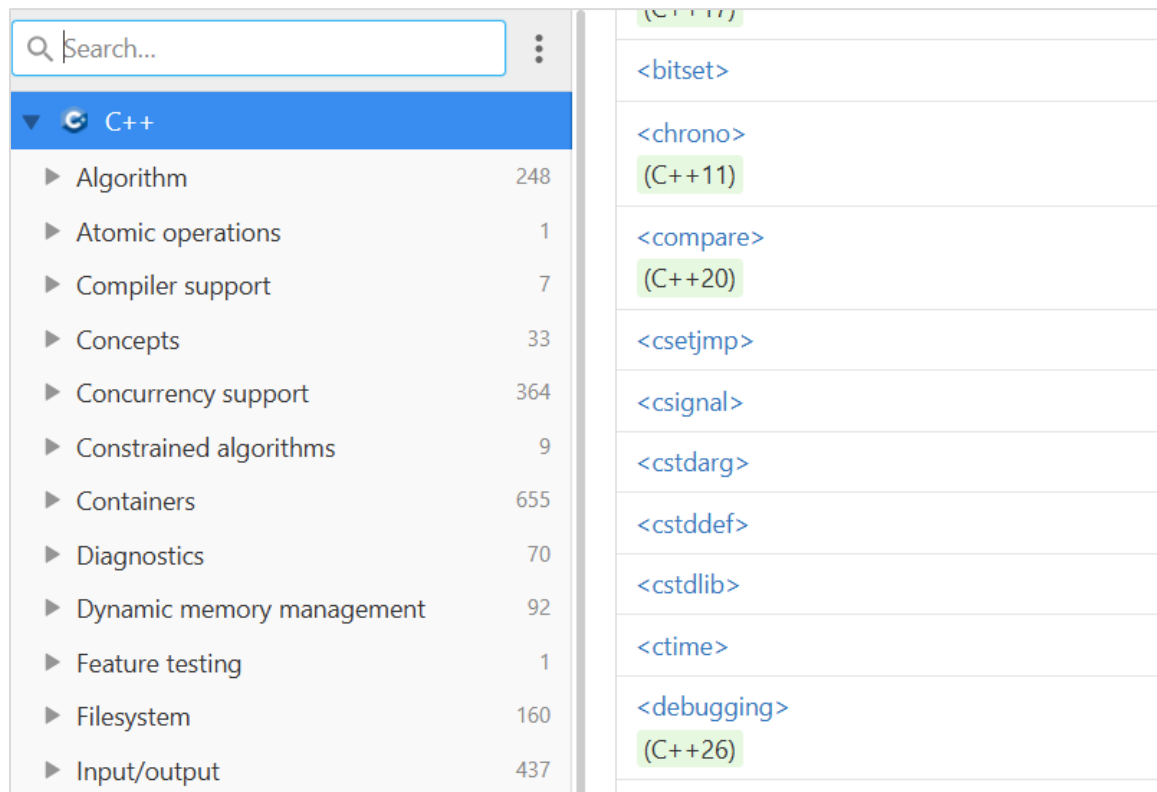 Search...
C++
Algorithm 248
Atomic operations 1
Compiler support 7
Concepts 33
Concurrency support 364
Constrained algorithms 9
Containers 655
Diagnostics 70
Dynamic memory management 92
Feature testing 1
Filesystem 160
Input/output 437
(C++17)
<bitset>
<chrono>
(C++11)
<compare>
(C++20)
<csetjmp>
<csignal>
<cstdarg>
<cstddef>
<cstdlib>
<ctime>
<debugging>
(C++26)